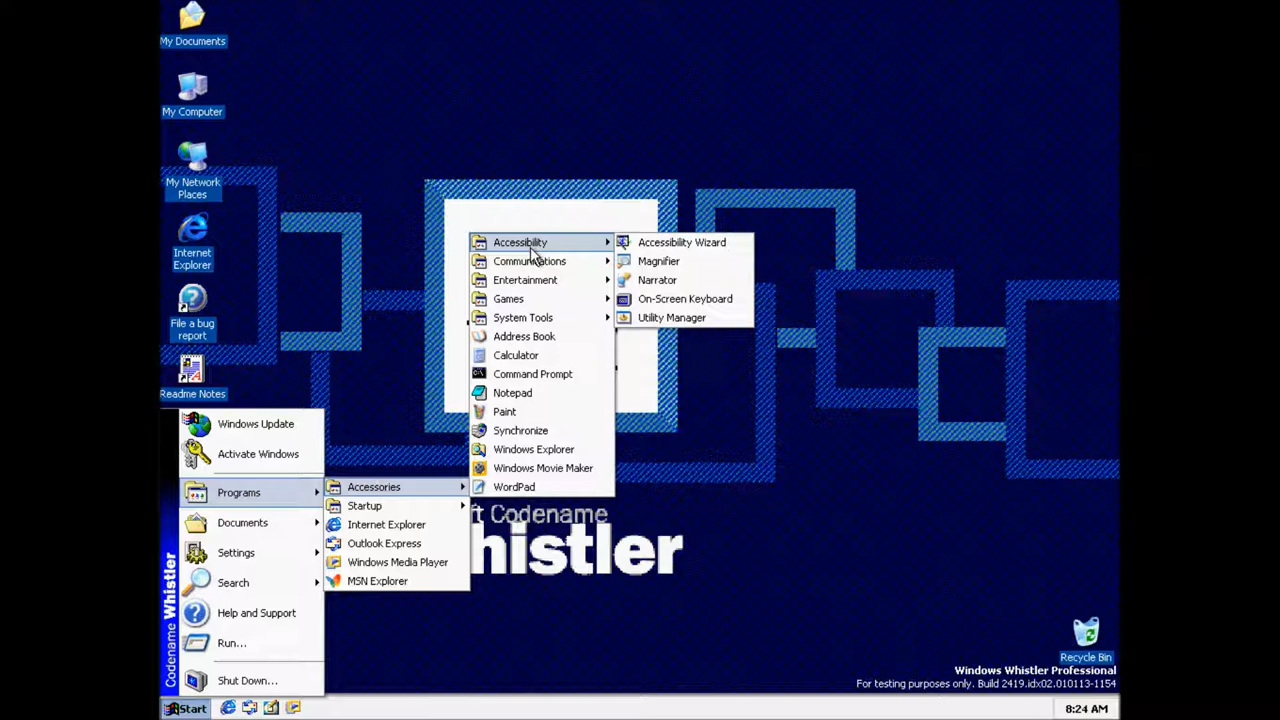 My Documents
My Computer
My Network
Places
Internet
Explorer
File a bug
report
Readme Notes
Windows Update
Activate Windows
Programs
Documents
Settings
Search
Help and Support
Run...
Shut Down...
Codename Whistler
Accessories
Startup
Internet Explorer
Outlook Express
Windows Media Player
MSN Explorer
Accessibility
Communications
Entertainment
Games
System Tools
Address Book
Calculator
Command Prompt
Notepad
Paint
Synchronize
Windows Explorer
Windows Movie Maker
WordPad
Accessibility Wizard
Magnifier
Narrator
On-Screen Keyboard
Utility Manager
ft Codename
histler
Recycle Bin
Windows Whistler Professional
For testing purposes only. Build 2419.idx02.010113-1154
Start
8:24 AM